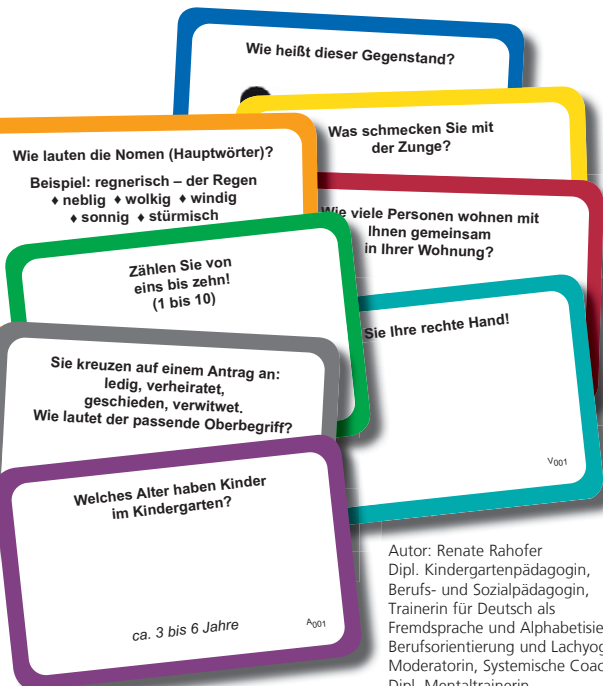 Wie heißt dieser Gegenstand?
Was schmecken Sie mit
der Zunge?
Wie lauten die Nomen (Hauptwörter)?
Beispiel: regnerisch – der Regen
♦ neblig ♦ wolkig ♦ windig
♦ sonnig ♦ stürmisch
Wie viele Personen wohnen mit
Ihnen gemeinsam
in Ihrer Wohnung?
Zählen Sie von
eins bis zehn!
(1 bis 10)
Sie Ihre rechte Hand!
V001
Sie kreuzen auf einem Antrag an:
ledig, verheiratet,
geschieden, verwitwet.
Wie lautet der passende Oberbegriff?
Welches Alter haben Kinder
im Kindergarten?
ca. 3 bis 6 Jahre
A001
Autor: Renate Rahofer
Dipl. Kindergartenpädagogin,
Berufs- und Sozialpädagogin,
Trainerin für Deutsch als
Fremdsprache und Alphabetisie
Berufsorientierung und Lachyog
Moderatorin, Systemische Coac
Dipl. Mentaltrainerin